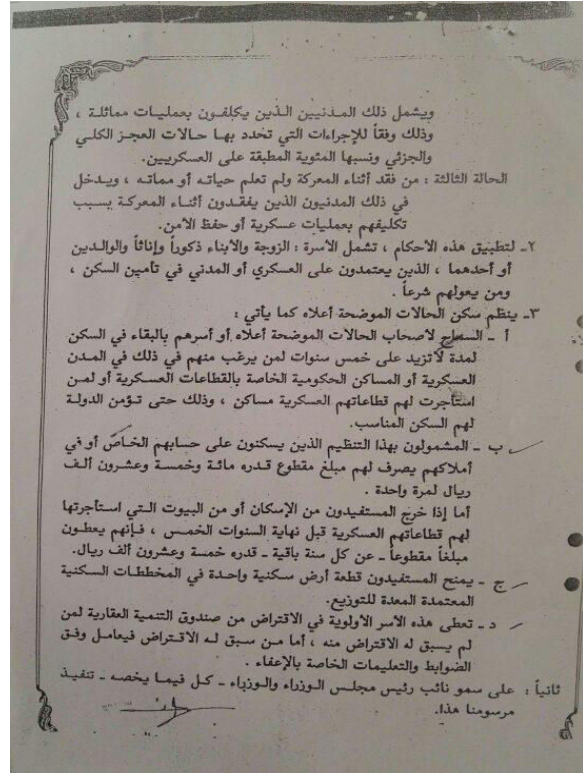 ويشمل ذلك المدنيين الذين يكلفون بعمليات مماثلة ،
وذلك وفقاً للإجراءات التي تحدد بها حالات العجز الكلي
والجزئي ونسبها المئوية المطبقة على العسكريين.
الحالة الثالثة : من فقد أثناء المعركة ولم تعلم حياته أو مماته ، ويدخل
في ذلك المدنيون الذين يفقدون أثناء المعركة بسبب
تكليفهم بعمليات عسكرية أو حفظ الأمن.
٢ـ لتطبيق هذه الأحكام ، تشمل الأسرة : الزوجة والأبناء ذكوراً وإناثاً والوالدين
أو أحدهما ، الذين يعتمدون على العسكري أو المدني في تأمين السكن ،
ومن يعولهم شرعاً .
٣ـ ينظم سكن الحالات الموضحة أعلاه كما يأتي :
أ ـ السماح لأصحاب الحالات الموضحة أعلاه أو أسرهم بالبقاء في السكن
لمدة لاتزيد على خمس سنوات لمن يرغب منهم في ذلك في المدن
العسكرية أو المساكن الحكومية الخاصة بالقطاعات العسكرية أو لمن
استأجرت لهم قطاعاتهم العسكرية مساكن ، وذلك حتى تؤمن الدولة
لهم السكن المناسب.
ب ـ المشمولون بهذا التنظيم الذين يسكنون على حسابهم الخاص أو في
أملاكهم يصرف لهم مبلغ مقطوع قدره مائة وخمسة وعشرون ألف
ريال لمرة واحدة .
أما إذا خرج المستفيدون من الإسكان أو من البيوت التي استأجرتها
لهم قطاعاتهم العسكرية قبل نهاية السنوات الخمس ، فإنهم يعطون
مبلغاً مقطوعاً ـ عن كل سنة باقية ـ قدره خمسة وعشرون ألف ريال.
ج ـ يمنح المستفيدون قطعة أرض سكنية واحدة في المخططات السكنية
المعتمدة المعدة للتوزيع.
د ـ تعطى هذه الأسر الأولوية في الاقتراض من صندوق التنمية العقارية لمن
لم يسبق له الاقتراض منه ، أما من سبق له الاقتراض فيعامل وفق
الضوابط والتعليمات الخاصة بالإعفاء .
ثانياً : على سمو نائب رئيس مجلس الوزراء والوزراء ـ كل فيما يخصه ـ تنفيذ
مرسومنا هذا.